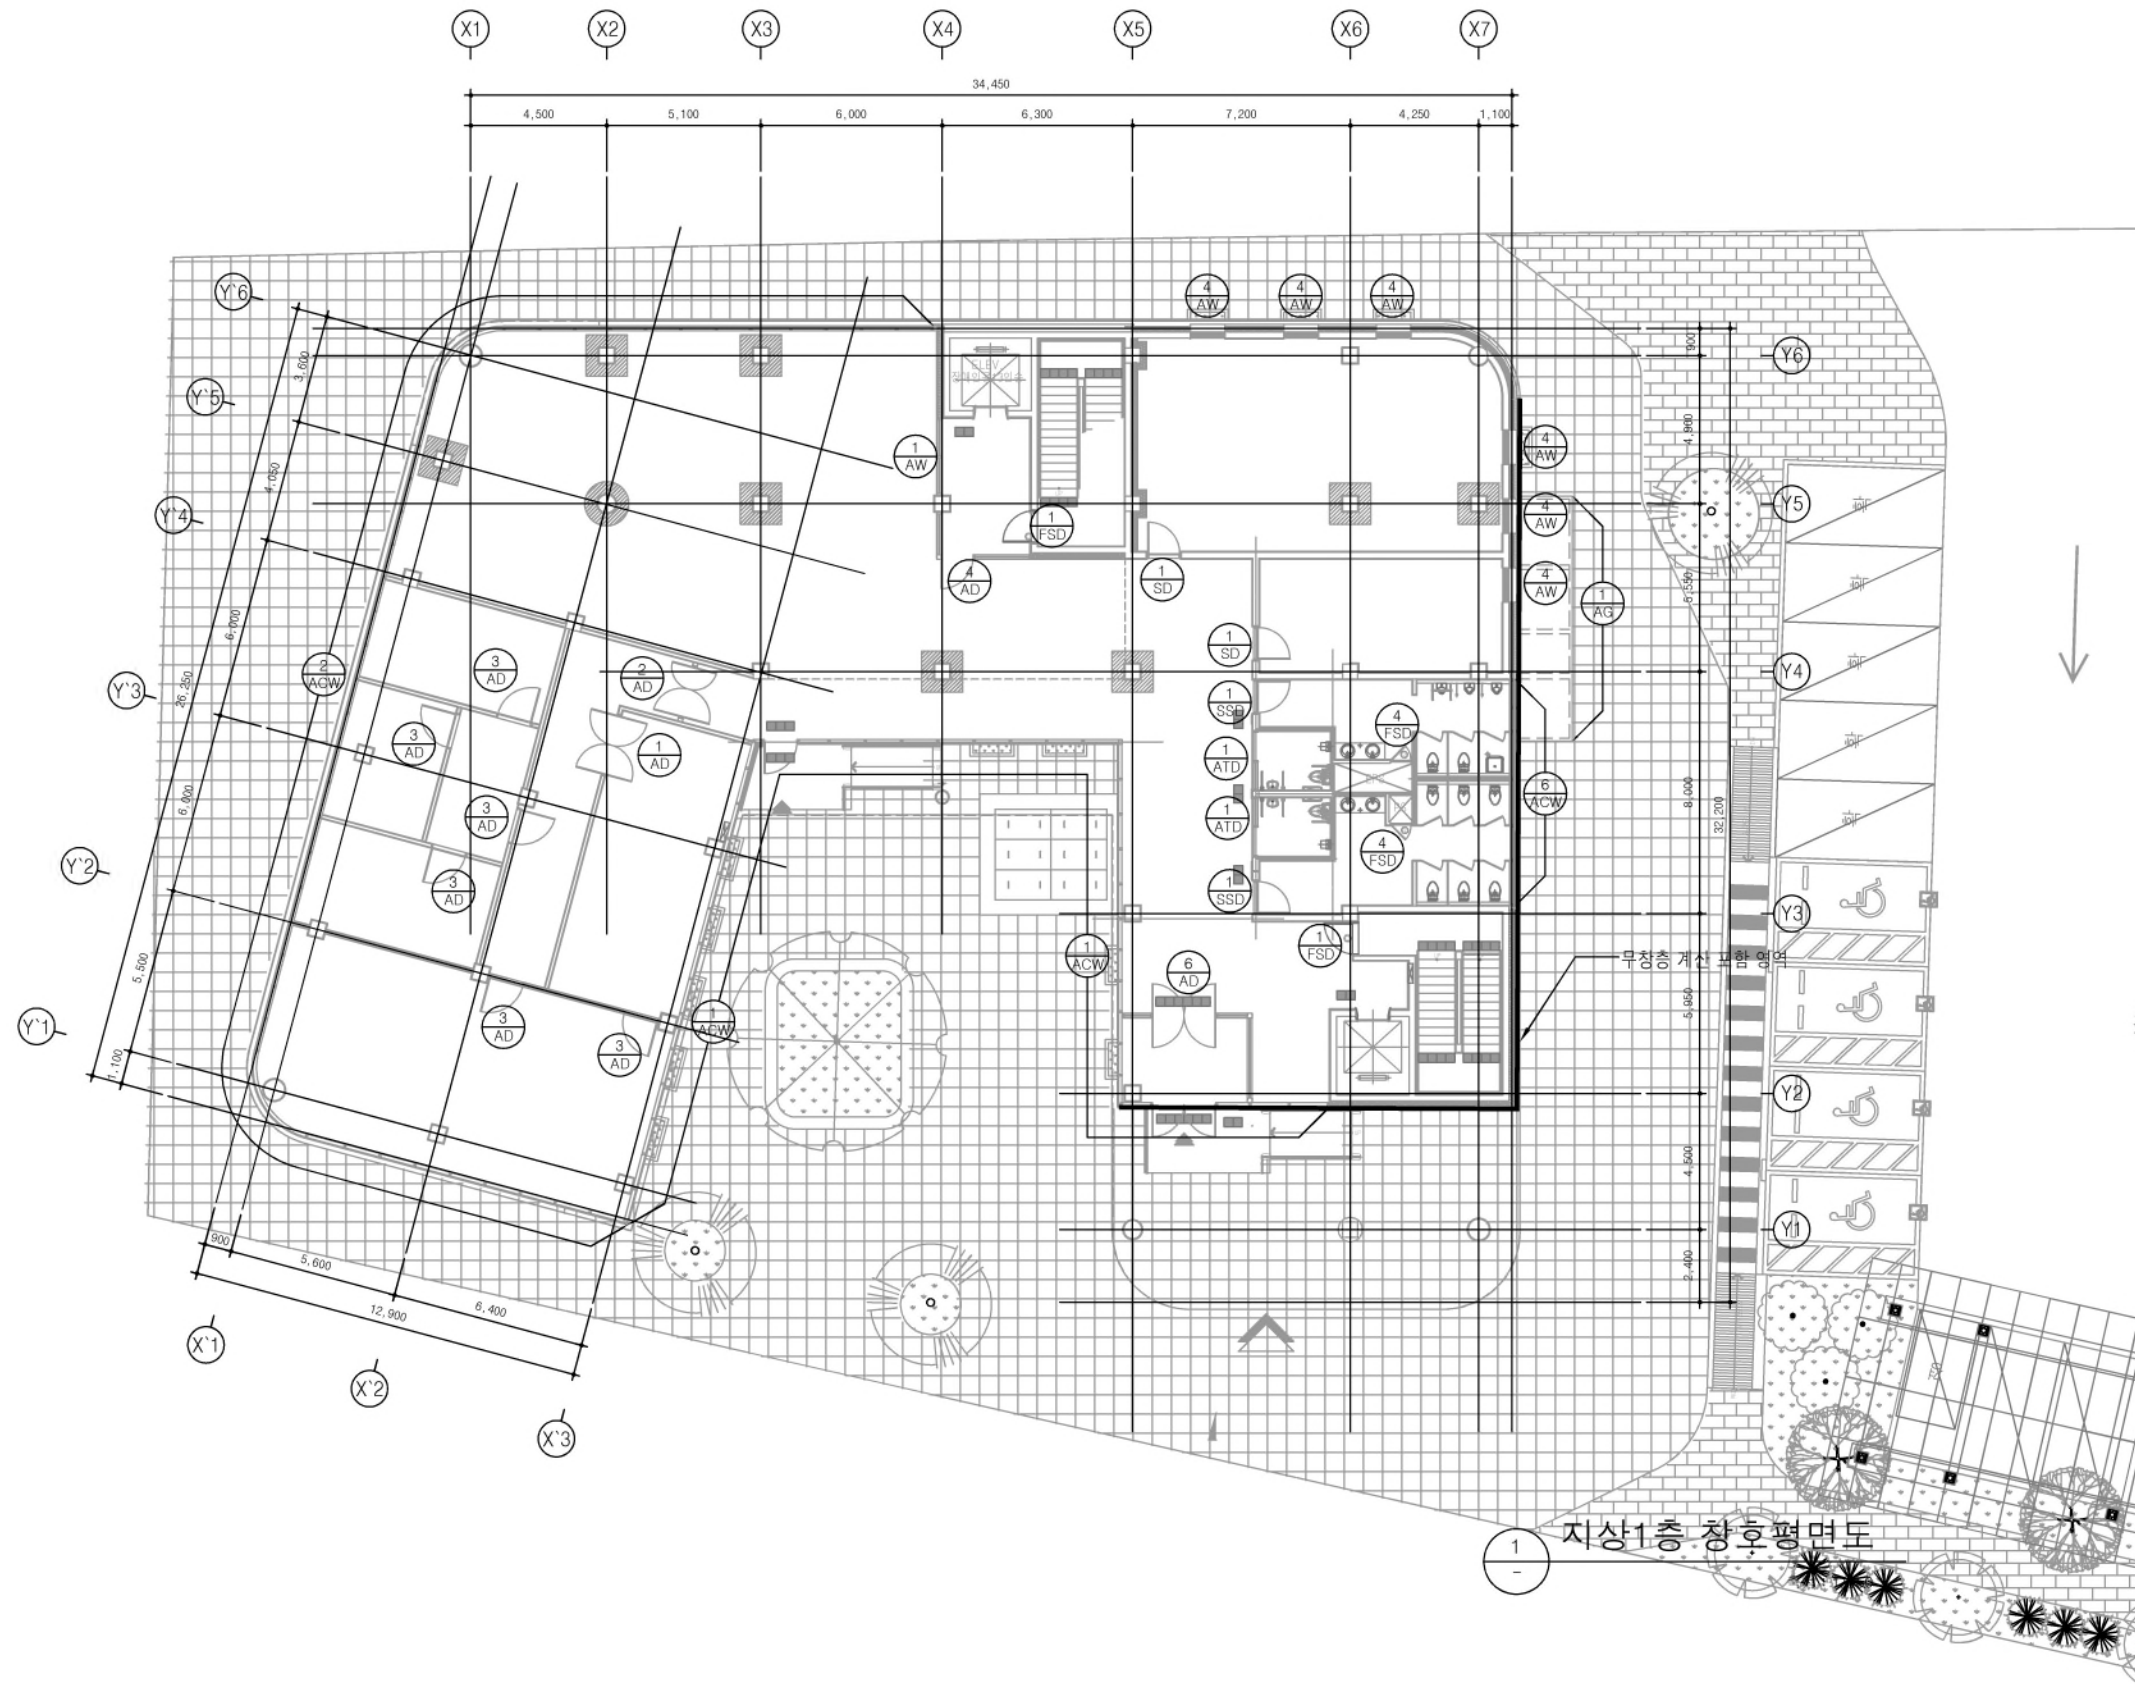 X1 X2 X3 X4 X5 X6 X7
34,450
4,500 5,100 6,000 6,300 7,200 4,250 1,100
Y`6
Y`5
Y`4
Y`3
Y`2
Y`1
3,600
4,050
6,000
26,250
6,000
5,500
1,100
900
5,600
6,400
12,900
X`1
X`2
X`3
4
AW
4
AW
4
AW
900
Y6
ELEV.
1
AW
4
AW
4,900
1
FSD
4
AW
Y5
4
AD
1
SD
4
AW
5,550
1
AG
1
SD
2
ACW
3
AD
2
AD
Y4
1
SSD
4
FSD
3
AD
1
AD
1
ATD
6
ACW
8,000
32,200
3
AD
1
ATD
4
FSD
3
AD
1
SSD
Y3
1
ACW
6
AD
1
FSD
무창층 계산 포함 영역
3
AD
1
ACW
3
AD
5,950
Y2
4,500
Y1
2,400
1
-
지상1층 창호평면도